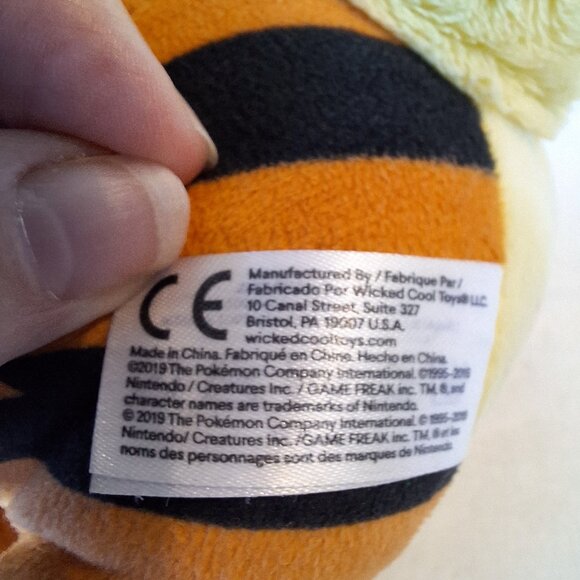 CE
Manufactured By / Fabrique Par /
Fabricado Por Wicked Cool Toys® LLC.
10 Canal Street, Suite 327
Bristol, PA 19007 U.S.A.
wickedcooltoys.com
Made in China. Fabriqué en Chine. Hecho en China.
©2019 The Pokémon Company International. ©1995-2019
Nintendo / Creatures Inc. / GAME FREAK inc. TM, ®, and
character names are trademarks of Nintendo.
© 2019 The Pokémon Company International. © 1995-2019
Nintendo/ Creatures inc. /GAME FREAK inc. TM, ® et les
noms des personnages sont des marques de Nintendo.